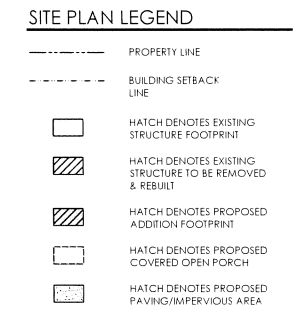 SITE PLAN LEGEND
PROPERTY LINE
BUILDING SETBACK
LINE
HATCH DENOTES EXISTING
STRUCTURE FOOTPRINT
HATCH DENOTES EXISTING
STRUCTURE TO BE REMOVED
& REBUILT
HATCH DENOTES PROPOSED
ADDITION FOOTPRINT
HATCH DENOTES PROPOSED
COVERED OPEN PORCH
HATCH DENOTES PROPOSED
PAVING/IMPERVIOUS AREA